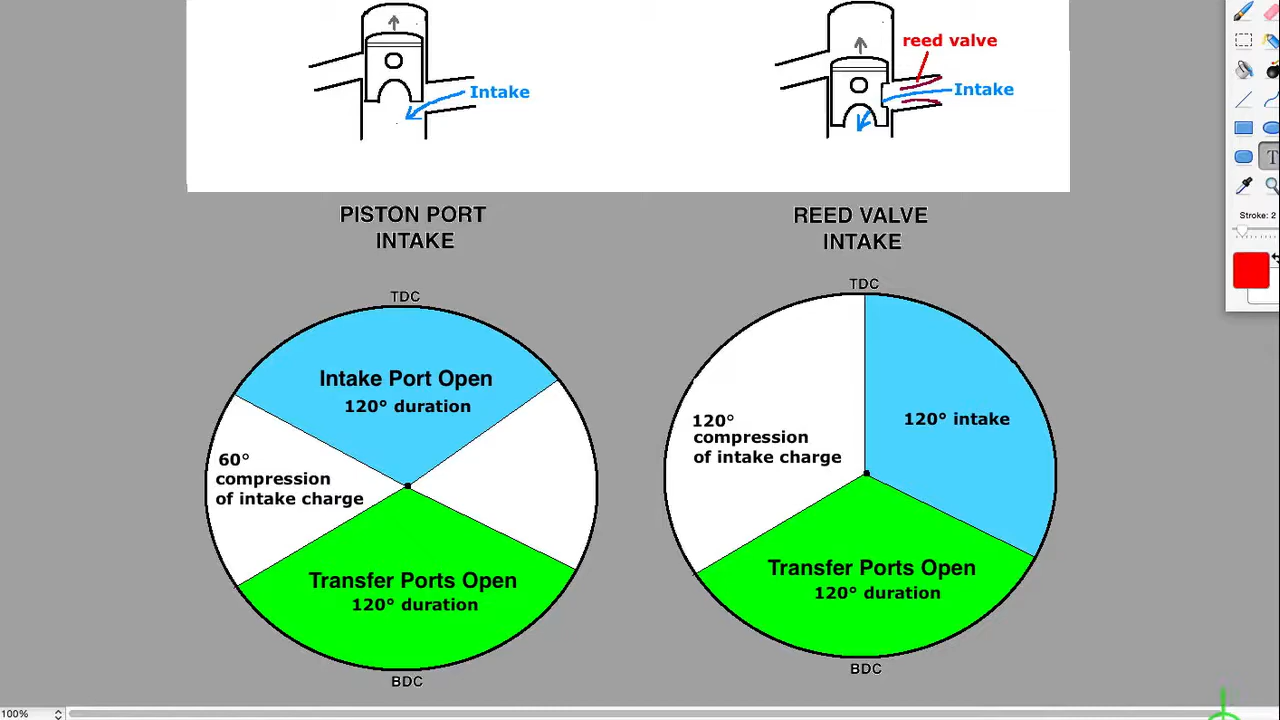 reed valve
Intake
Intake
PISTON PORT
INTAKE
REED VALVE
INTAKE
Stroke: 2
TDC
Intake Port Open
120° duration
60°
compression
of intake charge
Transfer Ports Open
120° duration
BDC
TDC
120° intake
120°
compression
of intake charge
Transfer Ports Open
120° duration
BDC
100%
T